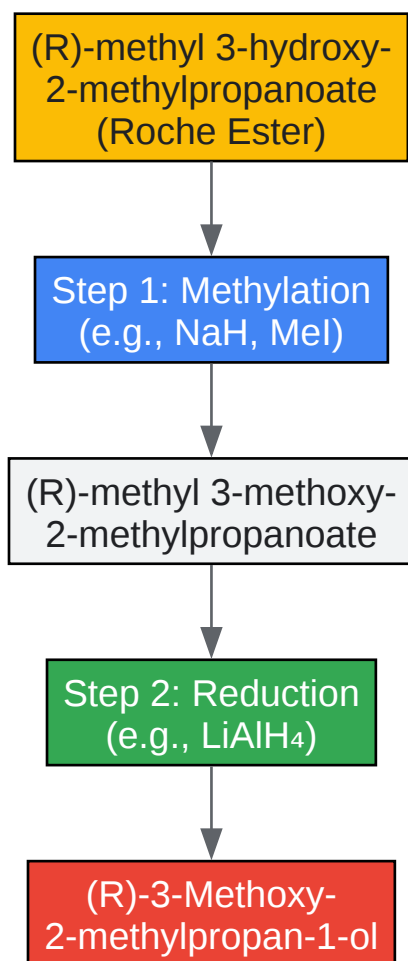 (R)-methyl 3-hydroxy-
2-methylpropanoate
(Roche Ester)
Step 1: Methylation
(e.g., NaH, MeI)
(R)-methyl 3-methoxy-
2-methylpropanoate
Step 2: Reduction
(e.g., LiAlH₄)
(R)-3-Methoxy-
2-methylpropan-1-ol